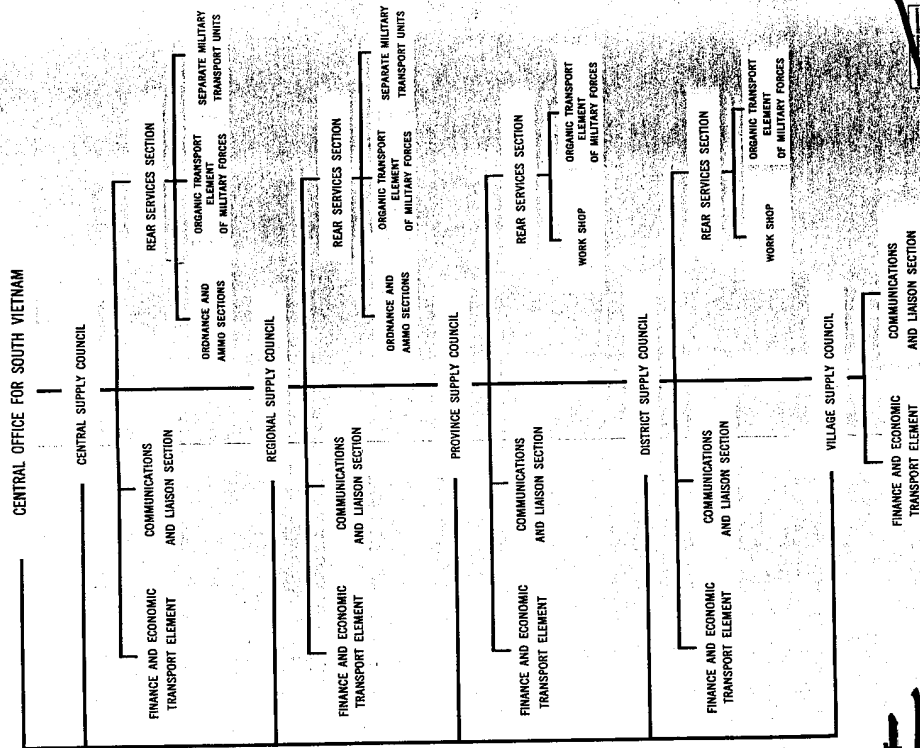 CENTRAL OFFICE FOR SOUTH VIETNAM
CENTRAL SUPPLY COUNCIL
FINANCE AND ECONOMIC
TRANSPORT ELEMENT
COMMUNICATIONS
AND LIAISON SECTION
REAR SERVICES SECTION
ORDNANCE AND
AMMO SECTIONS
ORGANIC TRANSPORT
ELEMENT
OF MILITARY FORCES
SEPARATE MILITARY
TRANSPORT UNITS
REGIONAL SUPPLY COUNCIL
FINANCE AND ECONOMIC
TRANSPORT ELEMENT
COMMUNICATIONS
AND LIAISON SECTION
REAR SERVICES SECTION
ORDNANCE AND
AMMO SECTIONS
ORGANIC TRANSPORT
ELEMENT
OF MILITARY FORCES
SEPARATE MILITARY
TRANSPORT UNITS
PROVINCE SUPPLY COUNCIL
FINANCE AND ECONOMIC
TRANSPORT ELEMENT
COMMUNICATIONS
AND LIAISON SECTION
REAR SERVICES SECTION
WORK SHOP
ORGANIC TRANSPORT
ELEMENT
OF MILITARY FORCES
DISTRICT SUPPLY COUNCIL
FINANCE AND ECONOMIC
TRANSPORT ELEMENT
COMMUNICATIONS
AND LIAISON SECTION
REAR SERVICES SECTION
WORK SHOP
ORGANIC TRANSPORT
ELEMENT
OF MILITARY FORCES
VILLAGE SUPPLY COUNCIL
FINANCE AND ECONOMIC
TRANSPORT ELEMENT
COMMUNICATIONS
AND LIAISON SECTION